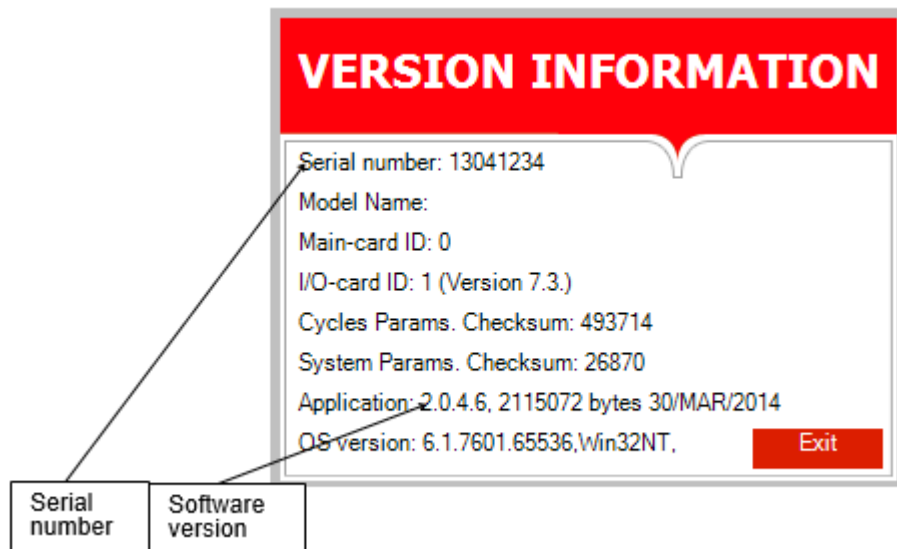 VERSION INFORMATION
Serial number: 13041234
Model Name:
Main-card ID: 0
I/O-card ID: 1 (Version 7.3.)
Cycles Params. Checksum: 493714
System Params. Checksum: 26870
Application: 2.0.4.6, 2115072 bytes 30/MAR/2014
OS version: 6.1.7601.65536,Win32NT,
Exit
Serial
number
Software
version